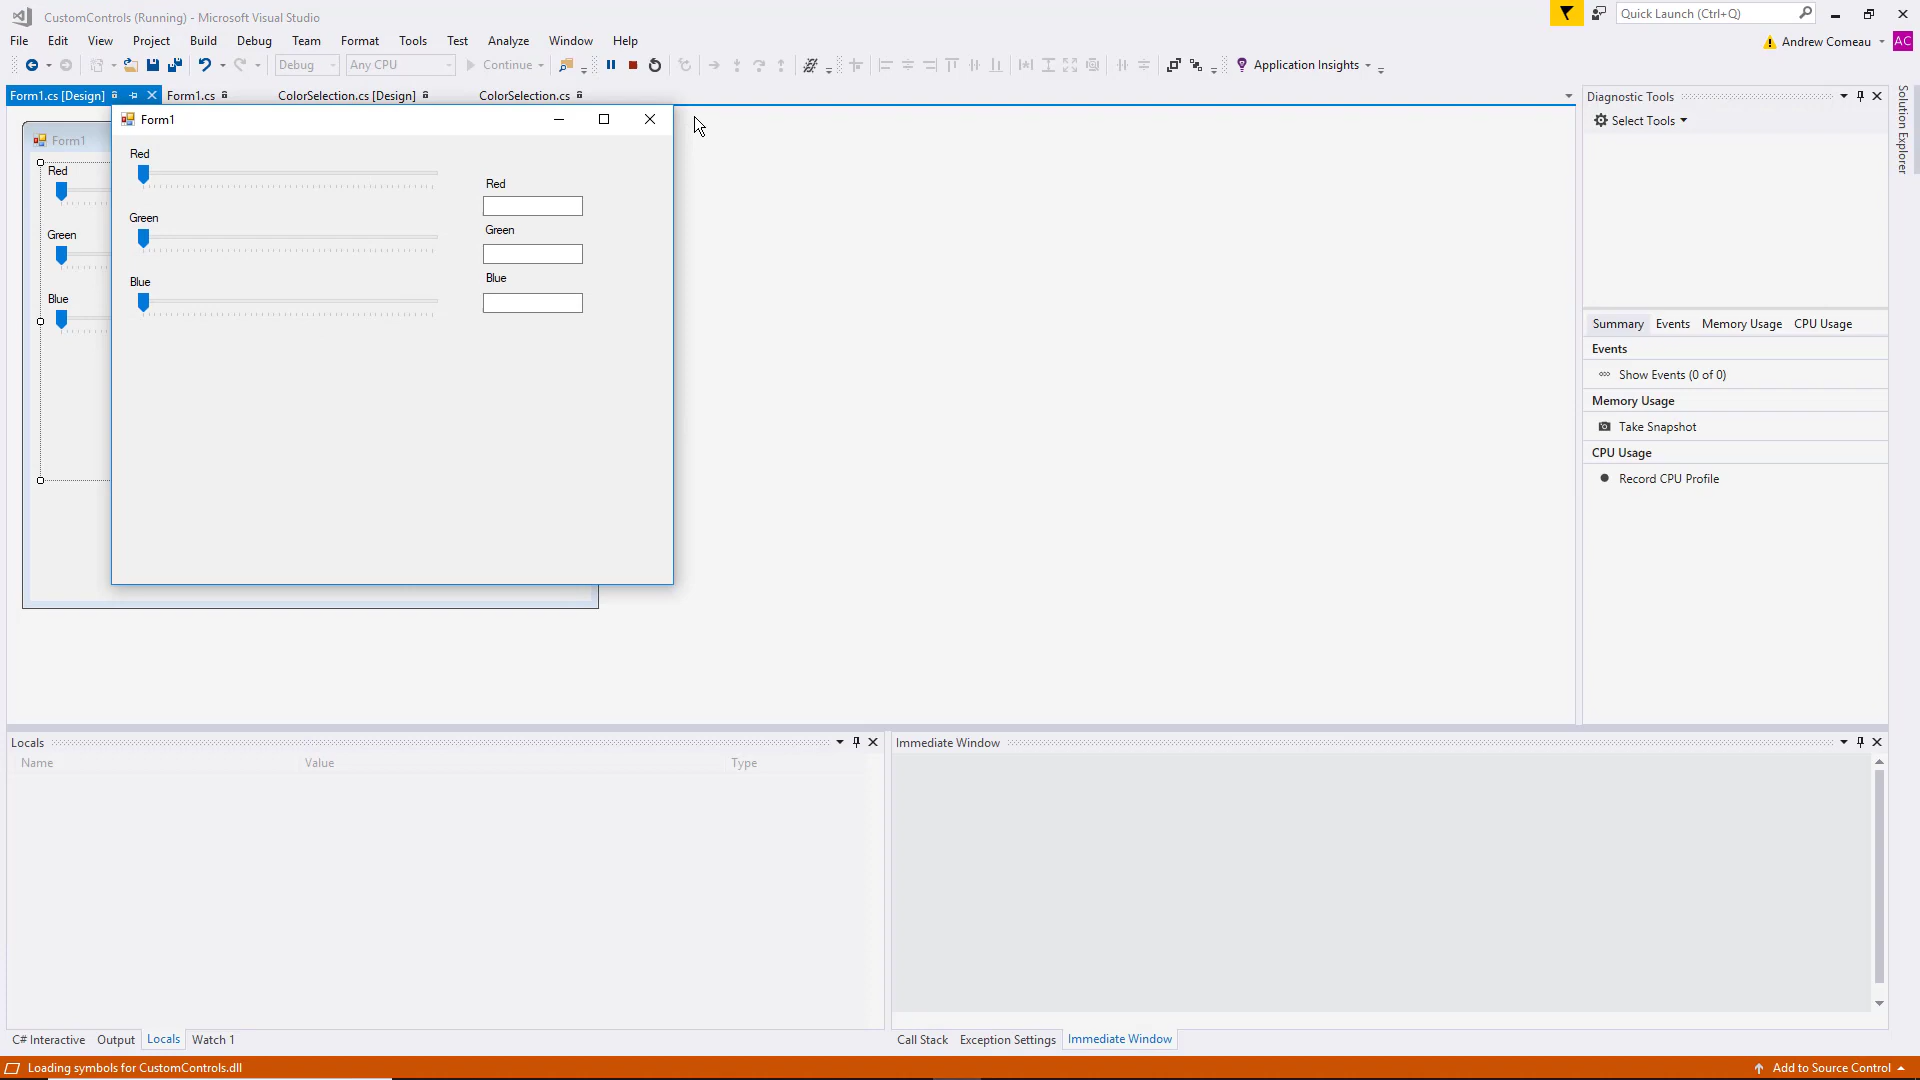 CustomControls (Running) - Microsoft Visual Studio
Quick Launch (Ctrl+Q)
File Edit View Project Build Debug Team Format Tools Test Analyze Window Help
Andrew Comeau AC
Debug Any CPU Continue Application Insights
Form1.cs [Design] Form1.cs ColorSelection.cs [Design] ColorSelection.cs
Diagnostic Tools
Solution Explorer
Select Tools
Form1
Red
Green
Blue
Form1
Red
Green
Blue
Red
Green
Blue
Summary Events Memory Usage CPU Usage
Events
Show Events (0 of 0)
Memory Usage
Take Snapshot
CPU Usage
Record CPU Profile
Locals
Name Value Type
Immediate Window
C# Interactive Output Locals Watch 1
Call Stack Exception Settings Immediate Window
Loading symbols for CustomControls.dll
Add to Source Control